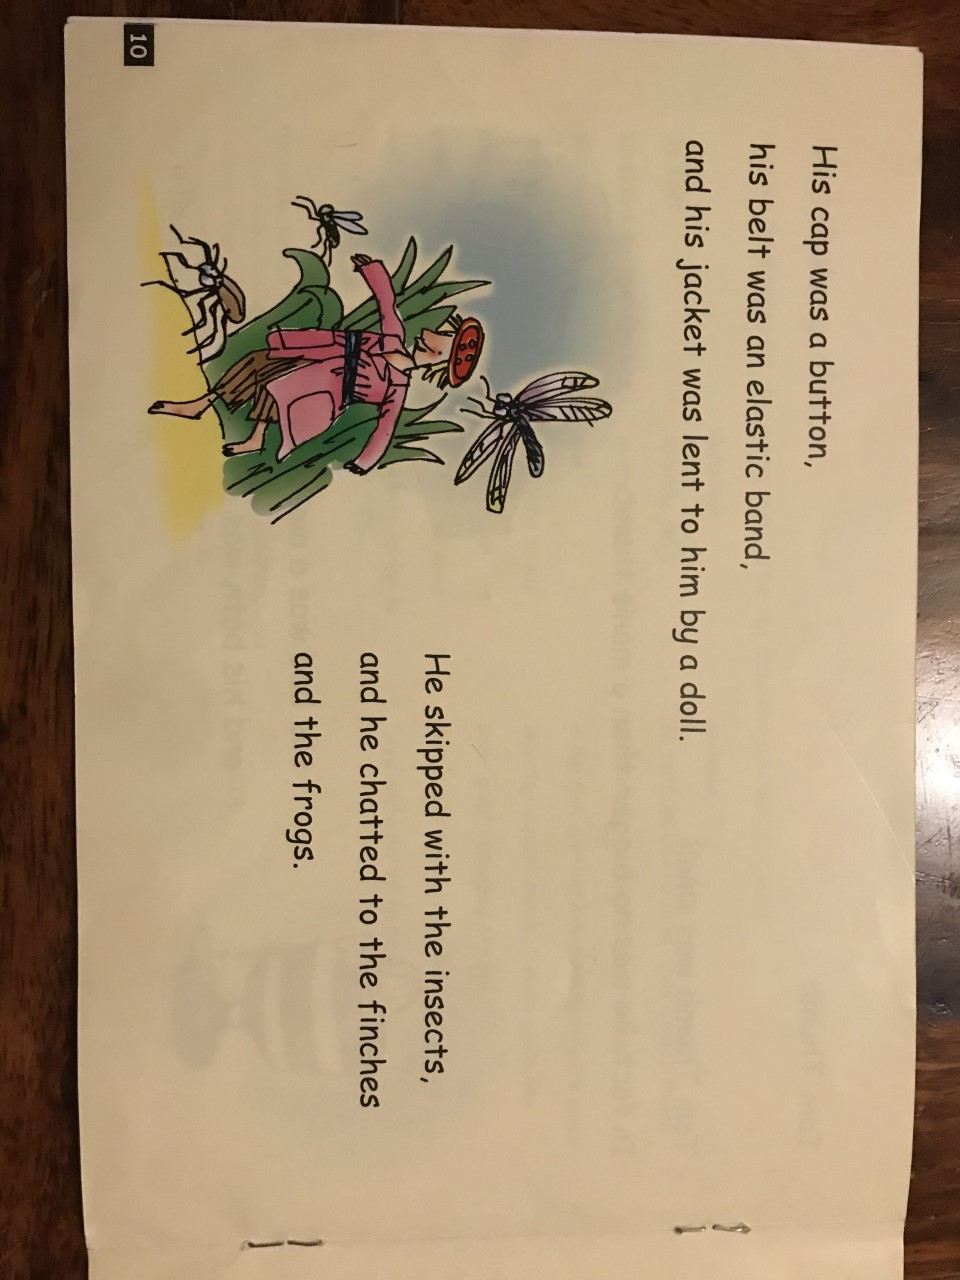 His cap was a button,
his belt was an elastic band,
and his jacket was lent to him by a doll.
He skipped with the insects,
and he chatted to the finches
and the frogs.
10